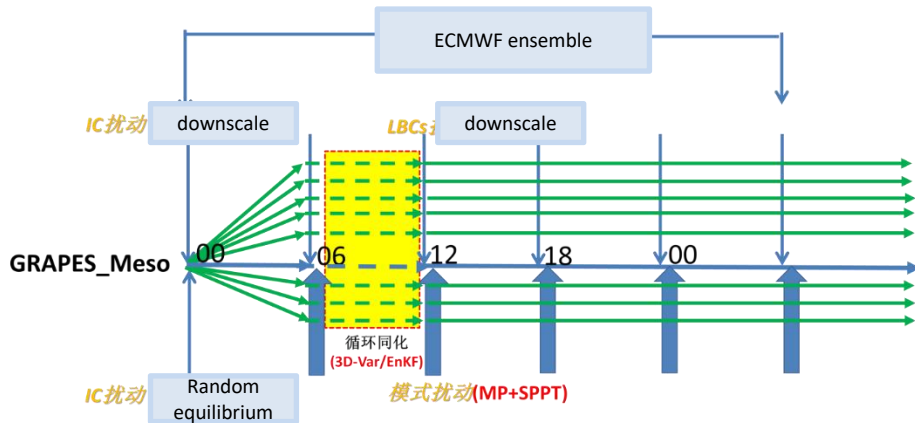 ECMWF ensemble
IC扰动
downscale
LBCs
downscale
GRAPES_Meso
00
06
12
18
00
循环同化
(3D-Var/EnKF)
IC扰动
Random
equilibrium
模式扰动(MP+SPPT)